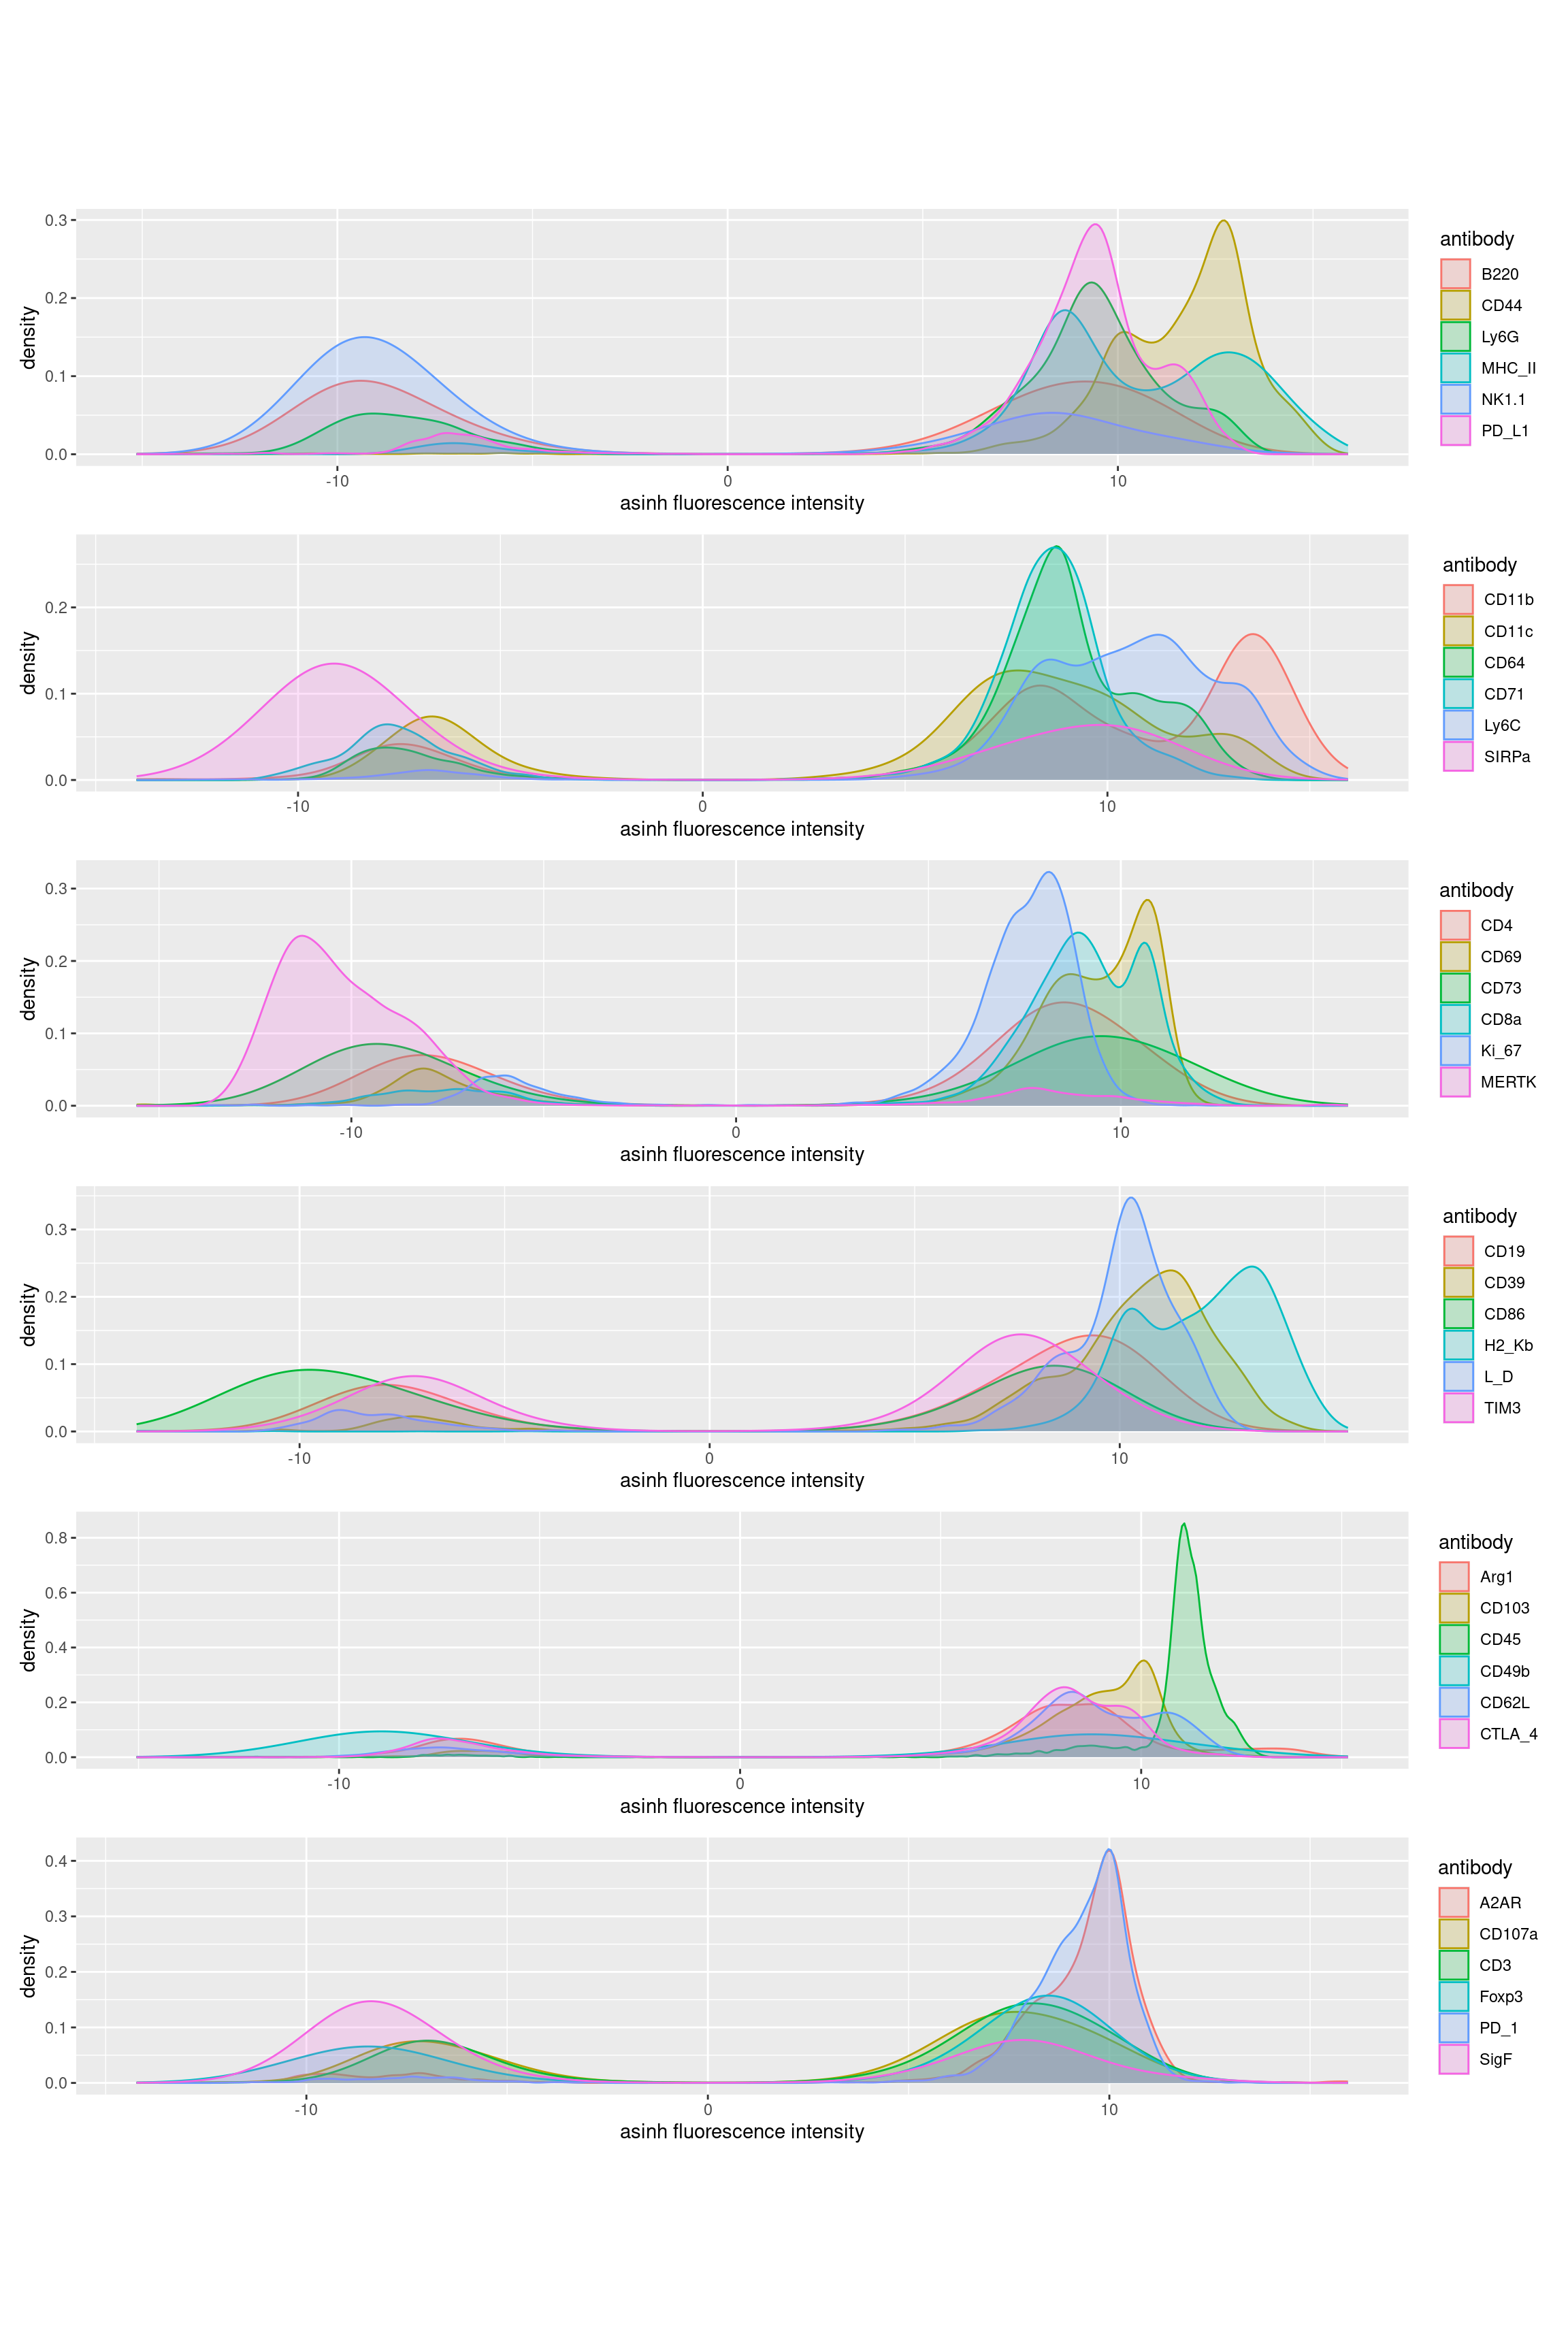 0.3
0.2
0.1
0.0
density
-10
0
10
asinh fluorescence intensity
antibody
B220
CD44
Ly6G
MHC_II
NK1.1
PD_L1
0.2
0.1
0.0
density
-10
0
10
asinh fluorescence intensity
antibody
CD11b
CD11c
CD64
CD71
Ly6C
SIRPa
0.3
0.2
0.1
0.0
density
-10
0
10
asinh fluorescence intensity
antibody
CD4
CD69
CD73
CD8a
Ki_67
MERTK
0.3
0.2
0.1
0.0
density
-10
0
10
asinh fluorescence intensity
antibody
CD19
CD39
CD86
H2_Kb
L_D
TIM3
0.8
0.6
0.4
0.2
0.0
density
-10
0
10
asinh fluorescence intensity
antibody
Arg1
CD103
CD45
CD49b
CD62L
CTLA_4
0.4
0.3
0.2
0.1
0.0
density
-10
0
10
asinh fluorescence intensity
antibody
A2AR
CD107a
CD3
Foxp3
PD_1
SigF